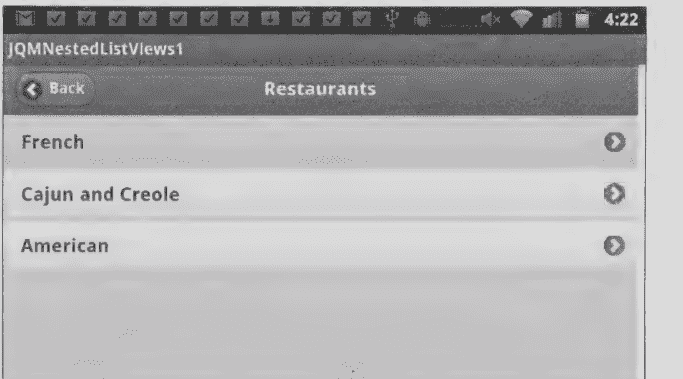 4:22
JQMNestedListViews1
Back
Restaurants
French
Cajun and Creole
American